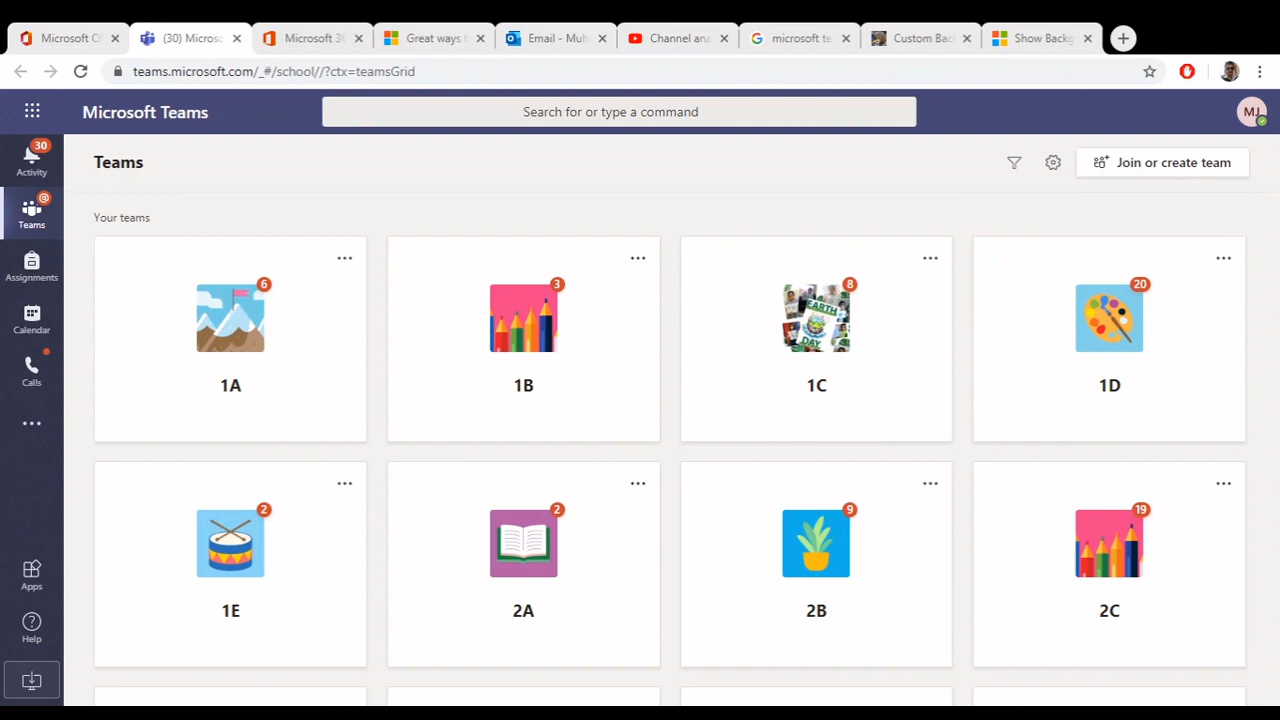 Microsoft O
(30) Microsc
Microsoft 36
Great ways t
Email - Muh
Channel ana
microsoft te
Custom Bac
Show Backg
teams.microsoft.com/_#/school//?ctx=teamsGrid
Microsoft Teams
Search for or type a command
MJ
30
Activity
@
Teams
Assignments
Calendar
Calls
Apps
Help
Teams
Join or create team
Your teams
6
3
8
20
EARTH
DAY
1A
1B
1C
1D
2
2
9
19
1E
2A
2B
2C